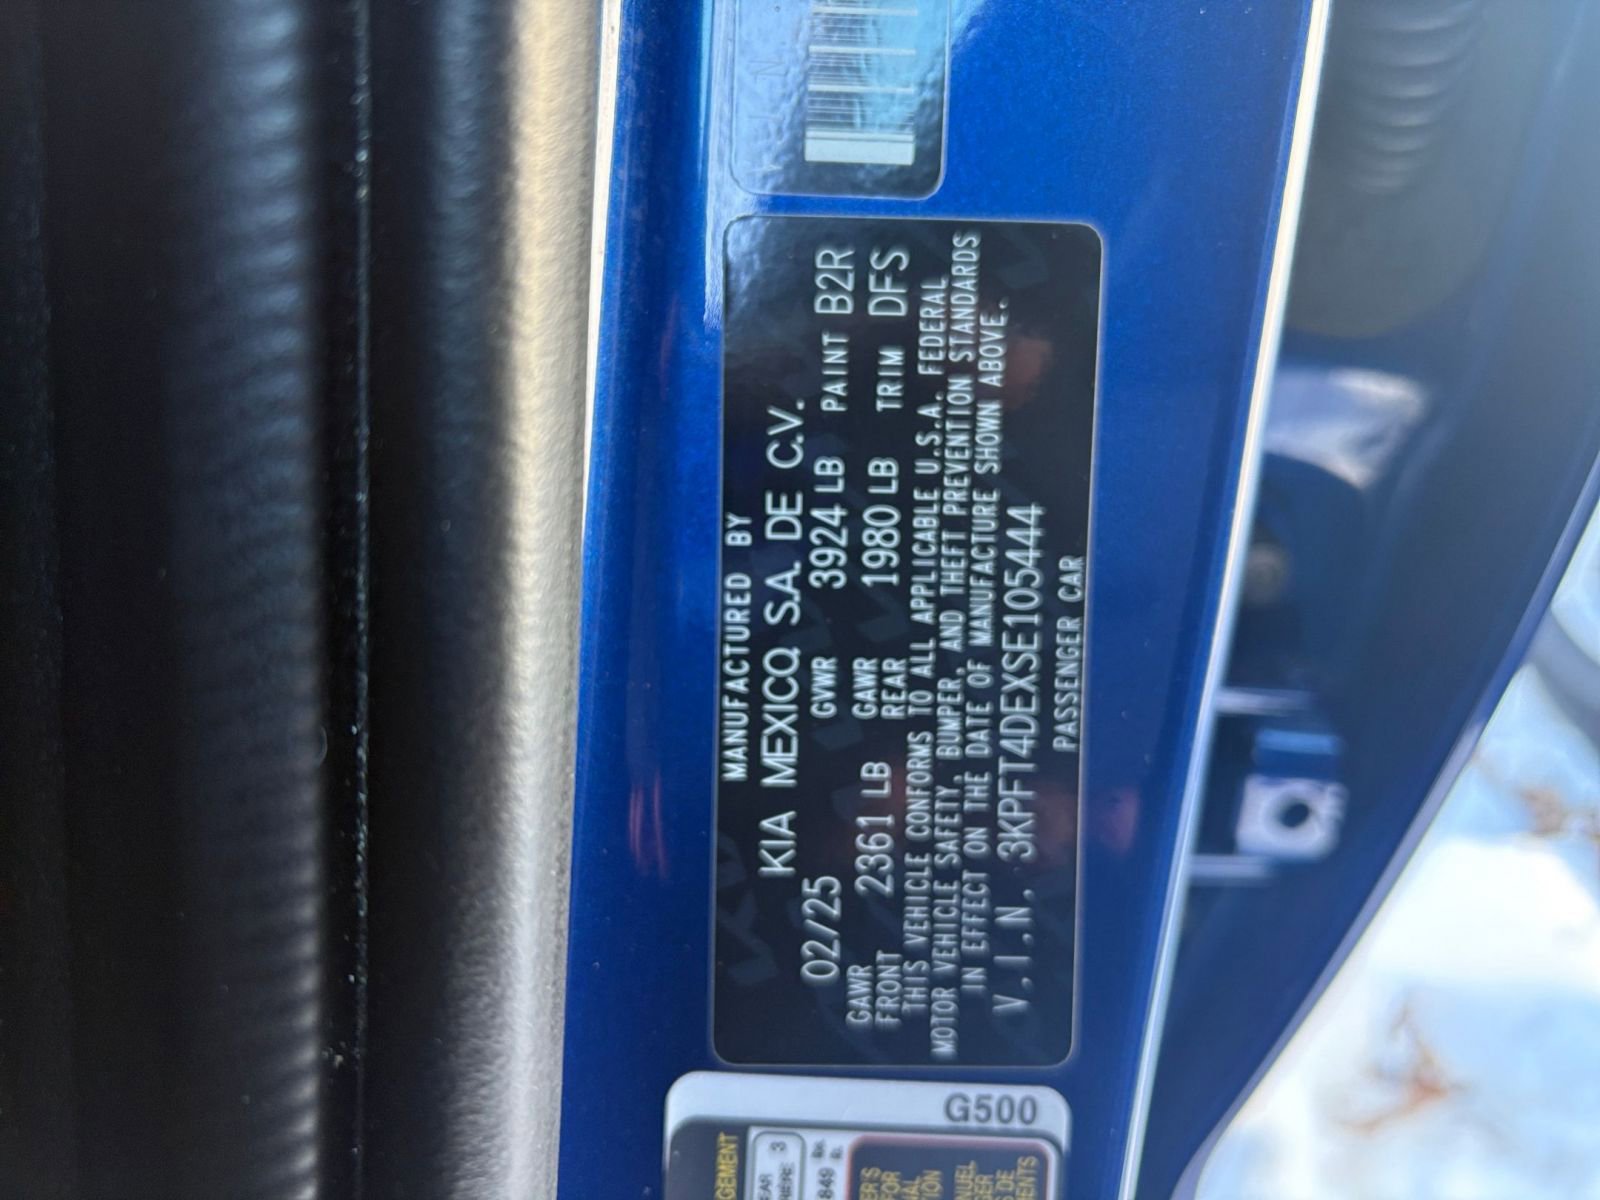 V I N
MANUFACTURED BY
KIA MEXICO, S.A. DE C.V.
02/25 GVWR 3924 LB PAINT B2R
GAWR FRONT 2361 LB GAWR REAR 1980 LB TRIM DFS
THIS VEHICLE CONFORMS TO ALL APPLICABLE U.S.A. FEDERAL
MOTOR VEHICLE SAFETY, BUMPER, AND THEFT PREVENTION STANDARDS
IN EFFECT ON THE DATE OF MANUFACTURE SHOWN ABOVE.
V.I.N. 3KPFT4DEXSE105444
PASSENGER CAR
G500